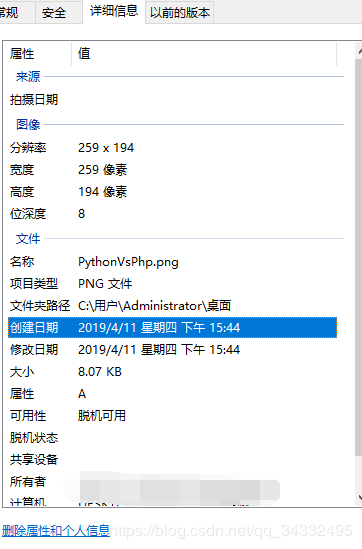 常规 安全 详细信息 以前的版本
属性 值
来源
拍摄日期
图像
分辨率 259 x 194
宽度 259 像素
高度 194 像素
位深度 8
文件
名称 PythonVsPhp.png
项目类型 PNG 文件
文件夹路径 C:\用户\Administrator\桌面
创建日期 2019/4/11 星期四 下午 15:44
修改日期 2019/4/11 星期四 下午 15:44
大小 8.07 KB
属性 A
可用性 脱机可用
脱机状态
共享设备
所有者
计算机
删除属性和个人信息 https://blog.csdn.net/qq_34332495